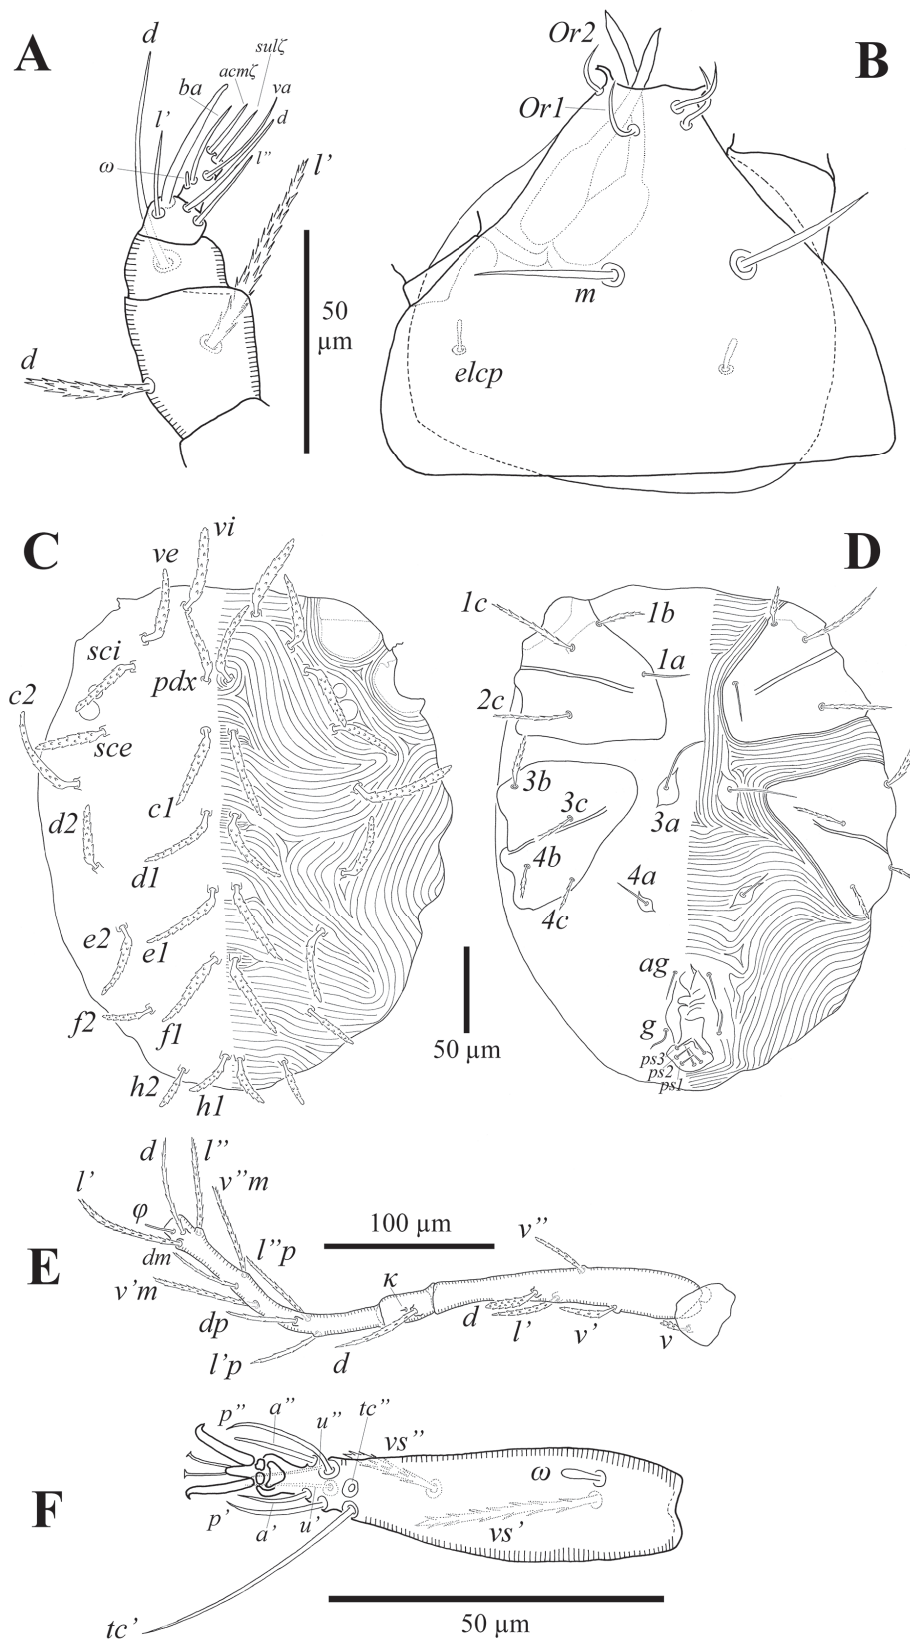 A
d
l’
ω
ba
acmζ
sulζ
va
d
l”
l’
d
50
µm
B
Or2
Or1
m
elcp
C
vi
ve
sci
pdx
c2
sce
c1
d2
d1
e2
e1
f2
f1
h2
h1
50 µm
D
1c
1b
1a
2c
3b
3c
3a
4b
4a
4c
ag
g
ps3
ps2
ps1
E
l’
d
l”
φ
v”m
l”p
dm
v’m
dp
l’p
d
κ
100 µm
v”
d
l’
v’
v
F
p”
a”
u”
tc”
vs”
ω
p’
a’
u’
vs’
tc’
50 µm